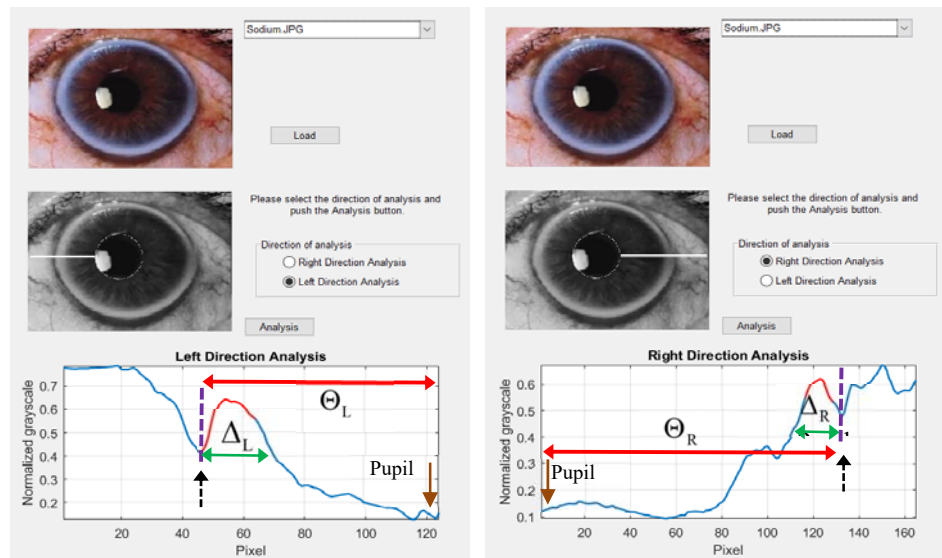 Sodium.JPG
Load
Please select the direction of analysis and
push the Analysis button.
Direction of analysis
Right Direction Analysis
Left Direction Analysis
Analysis
Left Direction Analysis
Normalized grayscale
0.7
0.6
0.5
0.4
0.3
0.2
Θ_L
Δ_L
Pupil
20 40 60 80 100 120
Pixel
Sodium.JPG
Load
Please select the direction of analysis and
push the Analysis button.
Direction of analysis
Right Direction Analysis
Left Direction Analysis
Analysis
Right Direction Analysis
Normalized grayscale
0.6
0.5
0.4
0.3
0.2
0.1
Δ_R
Θ_R
Pupil
20 40 60 80 100 120 140 160
Pixel